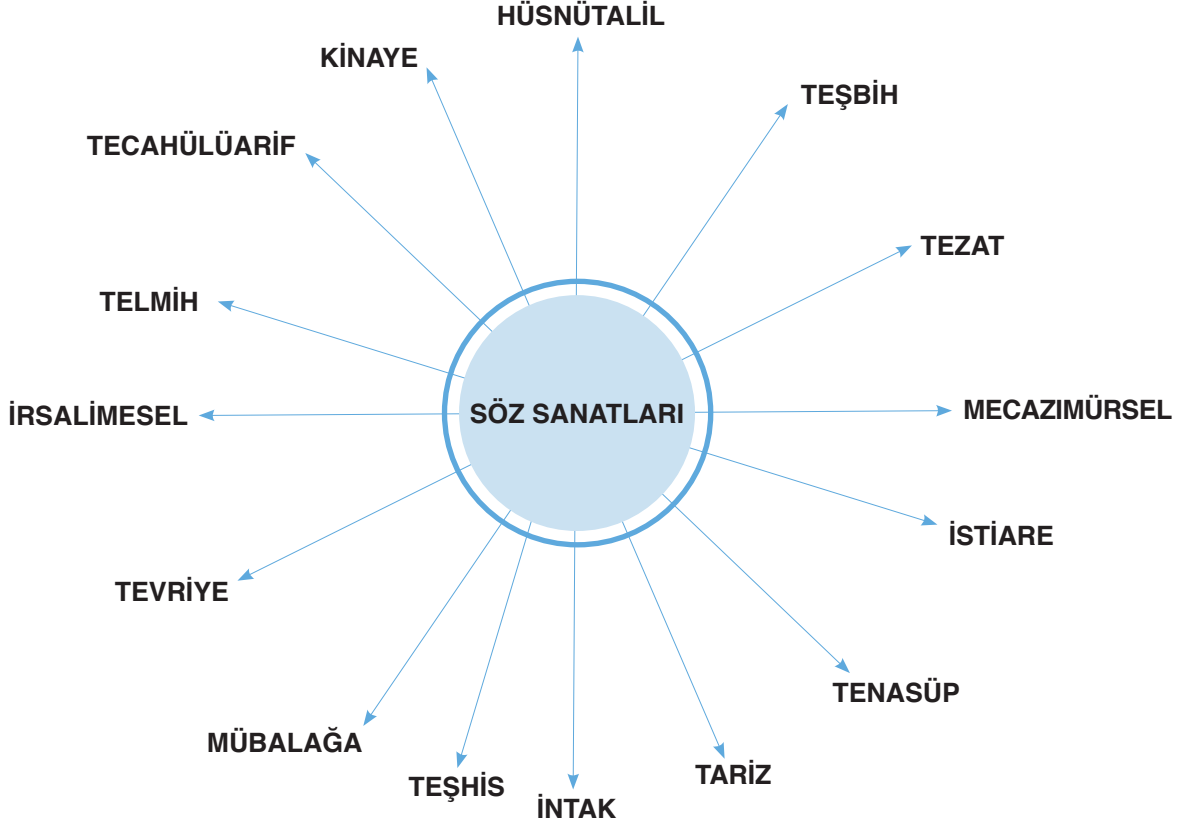 HÜSNÜTALİL
KİNAYE
TEŞBİH
TECAHÜLÜARİF
TEZAT
TELMİH
İRSALİMESEL
SÖZ SANATLARI
MECAZIMÜRSEL
İSTİARE
TEVRİYE
TENASÜP
MÜBALAĞA
TEŞHİS
TARİZ
İNTAK